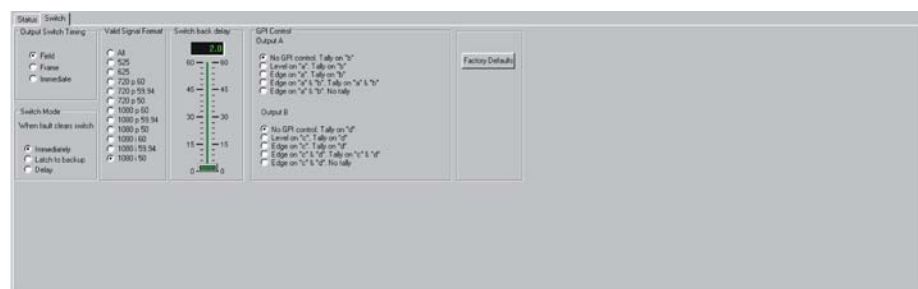 Status Switch
Output Switch Timing
Field
Frame
Immediate
Switch Mode
When fault clears switch
Immediately
Latch to backup
Delay
Valid Signal Format
All
525
625
720 p 60
720 p 59.94
720 p 50
1080 p 60
1080 p 59.94
1080 p 50
1080 i 60
1080 i 59.94
1080 i 50
Switch back delay
2.0
60 60
45 45
30 30
15 15
0 0
GPI Control
Output A
No GPI control. Tally on "b"
Level on "a". Tally on "b"
Edge on "a". Tally on "b"
Edge on "a" & "b". Tally on "a" & "b"
Edge on "a" & "b". No tally
Output B
No GPI control. Tally on "d"
Level on "c". Tally on "d"
Edge on "c". Tally on "d"
Edge on "c" & "d". Tally on "c" & "d"
Edge on "c" & "d". No tally
Factory Defaults